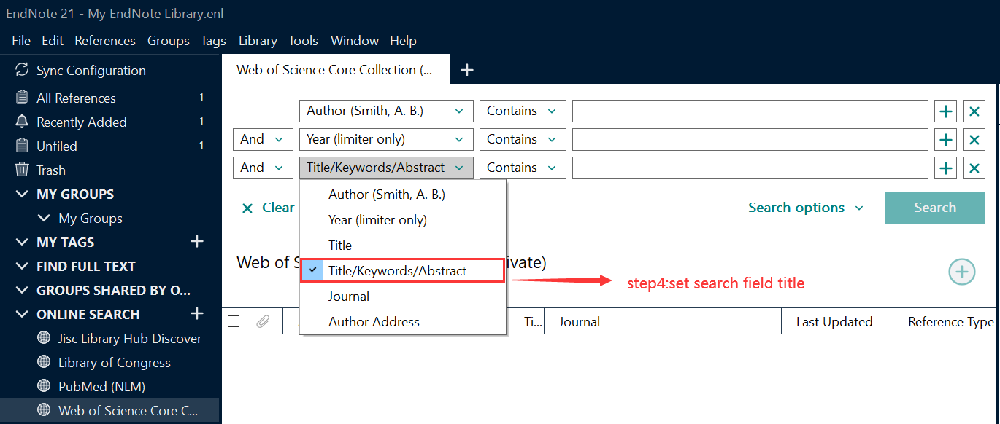 EndNote 21 - My EndNote Library.enl
File Edit References Groups Tags Library Tools Window Help
Sync Configuration
All References 1
Recently Added 1
Unfiled 1
Trash
MY GROUPS
My Groups
MY TAGS
FIND FULL TEXT
GROUPS SHARED BY O...
ONLINE SEARCH
Jisc Library Hub Discover
Library of Congress
PubMed (NLM)
Web of Science Core C...
Web of Science Core Collection (...
Author (Smith, A. B.) Contains
And Year (limiter only) Contains
And Title/Keywords/Abstract Contains
Author (Smith, A. B.)
Year (limiter only)
Title
Title/Keywords/Abstract
Journal
Author Address
Clear Search options Search
Web of S ivate)
step4:set search field title
Ti... Journal Last Updated Reference Type